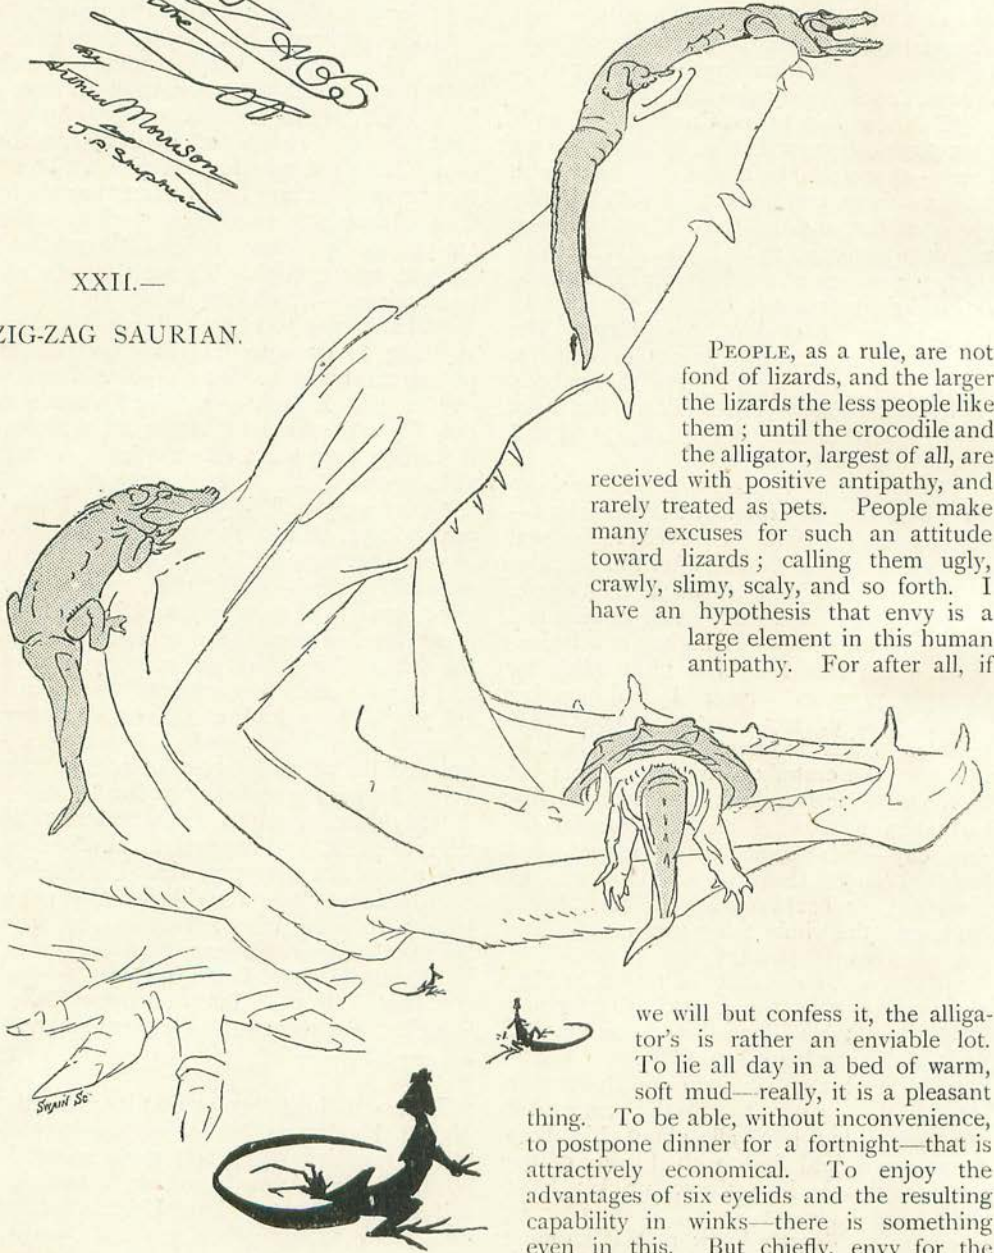 ZAGS
by
Arthur Morrison
and
J. A. Shepherd
XXII.—
ZIG-ZAG SAURIAN.
PEOPLE, as a rule, are not
fond of lizards, and the larger
the lizards the less people like
them ; until the crocodile and
the alligator, largest of all, are
received with positive antipathy, and
rarely treated as pets. People make
many excuses for such an attitude
toward lizards ; calling them ugly,
crawly, slimy, scaly, and so forth. I
have an hypothesis that envy is a
large element in this human
antipathy. For after all, if
we will but confess it, the alliga-
tor's is rather an enviable lot.
To lie all day in a bed of warm,
soft mud—really, it is a pleasant
thing. To be able, without inconvenience,
to postpone dinner for a fortnight—that is
attractively economical. To enjoy the
advantages of six eyelids and the resulting
capability in winks—there is something
even in this. But chiefly, envy for the
SWAIN SC